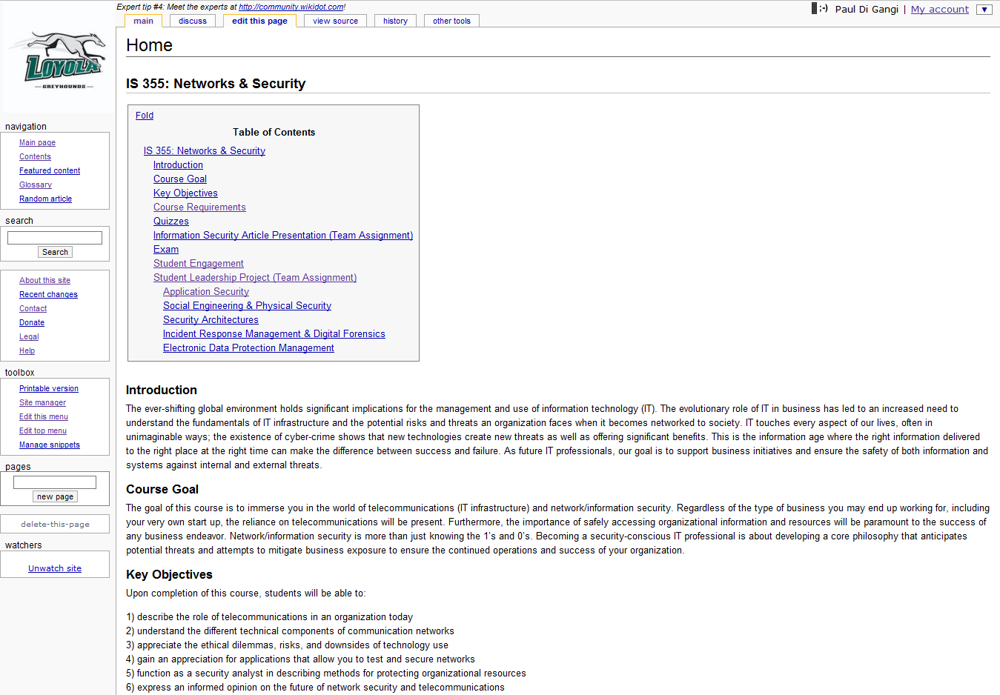 Expert tip #4: Meet the experts at http://community.wikidot.com!
;-) Paul Di Gangi | My account ▼
main discuss edit this page view source history other tools
LOYOLA
GREYHOUNDS
navigation
Main page
Contents
Featured content
Glossary
Random article
search
Search
About this site
Recent changes
Contact
Donate
Legal
Help
toolbox
Printable version
Site manager
Edit this menu
Edit top menu
Manage snippets
pages
new page
delete-this-page
watchers
Unwatch site
Home
IS 355: Networks & Security
Fold
Table of Contents
IS 355: Networks & Security
Introduction
Course Goal
Key Objectives
Course Requirements
Quizzes
Information Security Article Presentation (Team Assignment)
Exam
Student Engagement
Student Leadership Project (Team Assignment)
Application Security
Social Engineering & Physical Security
Security Architectures
Incident Response Management & Digital Forensics
Electronic Data Protection Management
Introduction
The ever-shifting global environment holds significant implications for the management and use of information technology (IT). The evolutionary role of IT in business has led to an increased need to
understand the fundamentals of IT infrastructure and the potential risks and threats an organization faces when it becomes networked to society. IT touches every aspect of our lives, often in
unimaginable ways; the existence of cyber-crime shows that new technologies create new threats as well as offering significant benefits. This is the information age where the right information delivered
to the right place at the right time can make the difference between success and failure. As future IT professionals, our goal is to support business initiatives and ensure the safety of both information and
systems against internal and external threats.
Course Goal
The goal of this course is to immerse you in the world of telecommunications (IT infrastructure) and network/information security. Regardless of the type of business you may end up working for, including
your very own start up, the reliance on telecommunications will be present. Furthermore, the importance of safely accessing organizational information and resources will be paramount to the success of
any business endeavor. Network/information security is more than just knowing the 1's and 0's. Becoming a security-conscious IT professional is about developing a core philosophy that anticipates
potential threats and attempts to mitigate business exposure to ensure the continued operations and success of your organization.
Key Objectives
Upon completion of this course, students will be able to:
1) describe the role of telecommunications in an organization today
2) understand the different technical components of communication networks
3) appreciate the ethical dilemmas, risks, and downsides of technology use
4) gain an appreciation for applications that allow you to test and secure networks
5) function as a security analyst in describing methods for protecting organizational resources
6) express an informed opinion on the future of network security and telecommunications